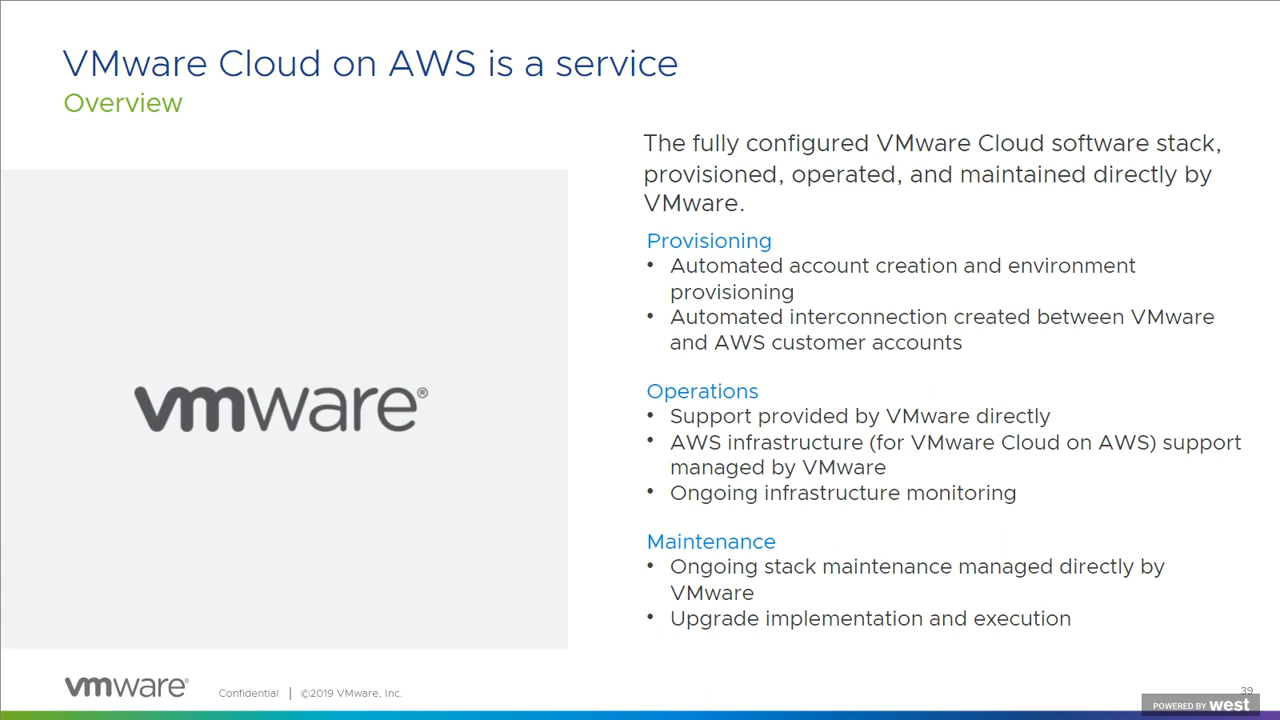 VMware Cloud on AWS is a service
Overview
The fully configured VMware Cloud software stack,
provisioned, operated, and maintained directly by
VMware.
Provisioning
• Automated account creation and environment
provisioning
• Automated interconnection created between VMware
and AWS customer accounts
Operations
• Support provided by VMware directly
• AWS infrastructure (for VMware Cloud on AWS) support
managed by VMware
• Ongoing infrastructure monitoring
Maintenance
• Ongoing stack maintenance managed directly by
VMware
• Upgrade implementation and execution
vmware®
vmware®
Confidential | ©2019 VMware, Inc.
39
POWERED BY west